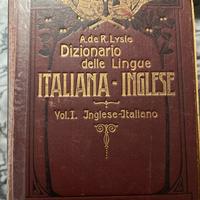 A. de R. Lysle
Dizionario
delle Lingue
ITALIANA-INGLESE
Vol. I. Inglese-Italiano